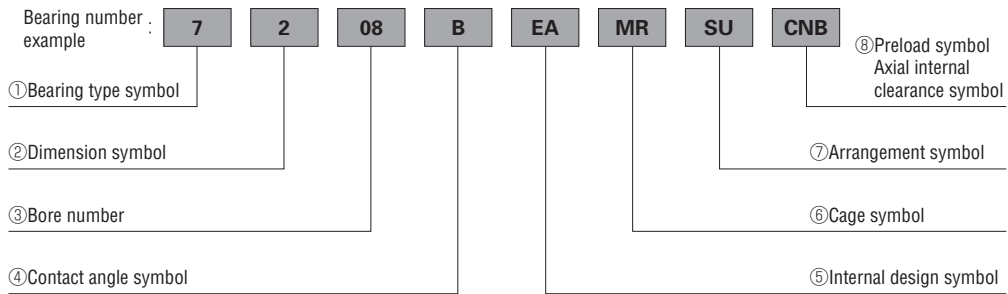 Bearing number :
example
7 2 08 B EA MR SU CNB
⑧Preload symbol
Axial internal
clearance symbol
①Bearing type symbol
②Dimension symbol
⑦Arrangement symbol
③Bore number
⑥Cage symbol
④Contact angle symbol
⑤Internal design symbol